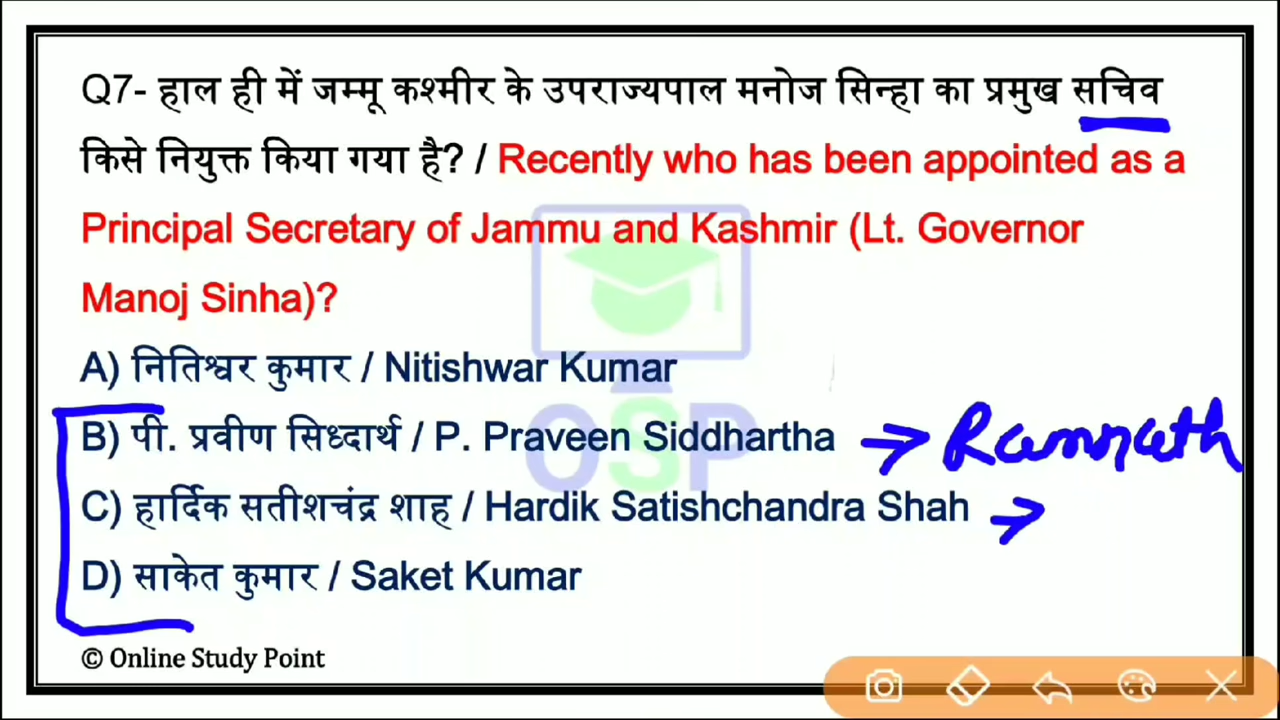 Q7- हाल ही में जम्मू कश्मीर के उपराज्यपाल मनोज सिन्हा का प्रमुख सचिव
किसे नियुक्त किया गया है? / Recently who has been appointed as a
Principal Secretary of Jammu and Kashmir (Lt. Governor
Manoj Sinha)?
A) नितिश्वर कुमार / Nitishwar Kumar
B) पी. प्रवीण सिध्दार्थ / P. Praveen Siddhartha → Ramnath
C) हार्दिक सतीशचंद्र शाह / Hardik Satishchandra Shah →
D) साकेत कुमार / Saket Kumar
OSP
© Online Study Point